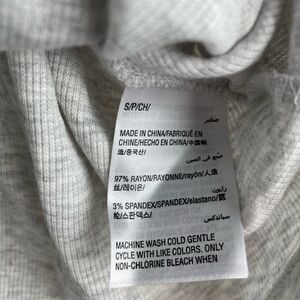 S/P/CH/
صغير
MADE IN CHINA/FABRIQUÉ EN
CHINE/HECHO EN CHINA/中国制
造/중국산/
صنع في الصين
97% RAYON/RAYONNE/rayón/人造
丝/레이온/
رايون
3% SPANDEX/SPANDEX/elastano/氨
纶/스판덱스/
سباندكس
MACHINE WASH COLD GENTLE
CYCLE WITH LIKE COLORS. ONLY
NON-CHLORINE BLEACH WHEN